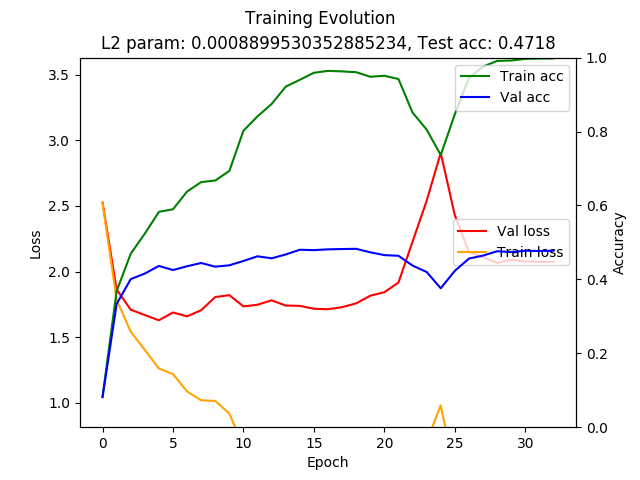 Training Evolution
L2 param: 0.0008899530352885234, Test acc: 0.4718
Train acc
Val acc
Val loss
Train loss
Loss
3.5
3.0
2.5
2.0
1.5
1.0
Accuracy
1.0
0.8
0.6
0.4
0.2
0.0
0 5 10 15 20 25 30
Epoch